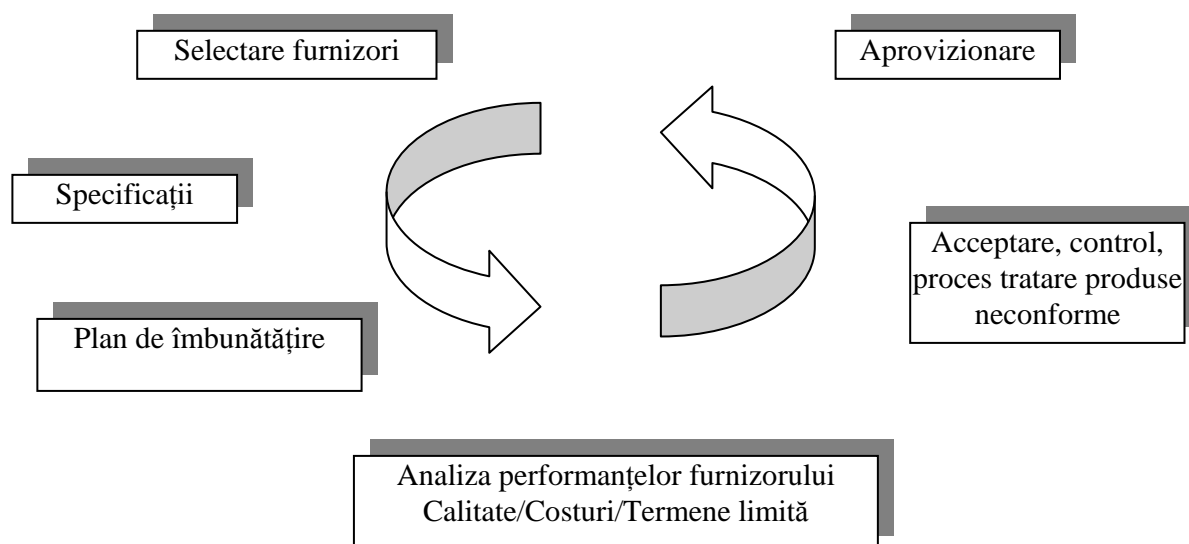 Selectare furnizori
Aprovizionare
Specificații
Acceptare, control,
proces tratare produse
neconforme
Plan de îmbunătățire
Analiza performanțelor furnizorului
Calitate/Costuri/Termene limită